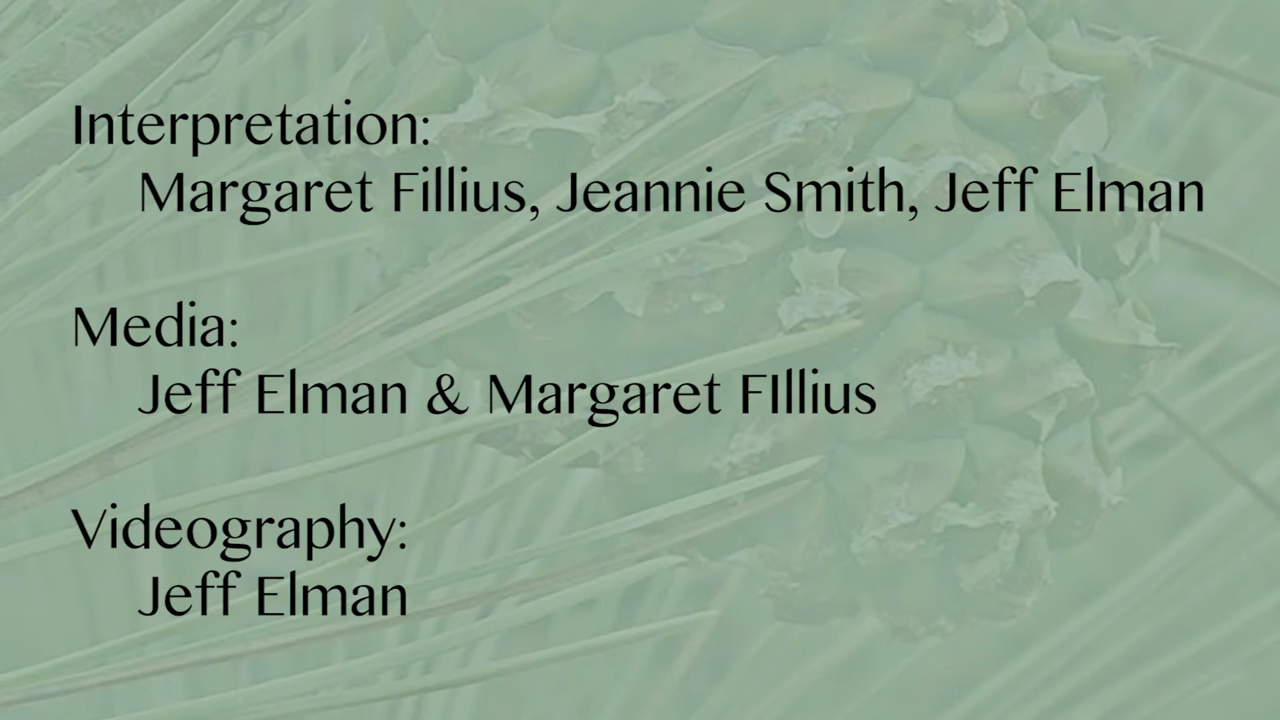 Interpretation:
Margaret Fillius, Jeannie Smith, Jeff Elman
Media:
Jeff Elman & Margaret FIllius
Videography:
Jeff Elman